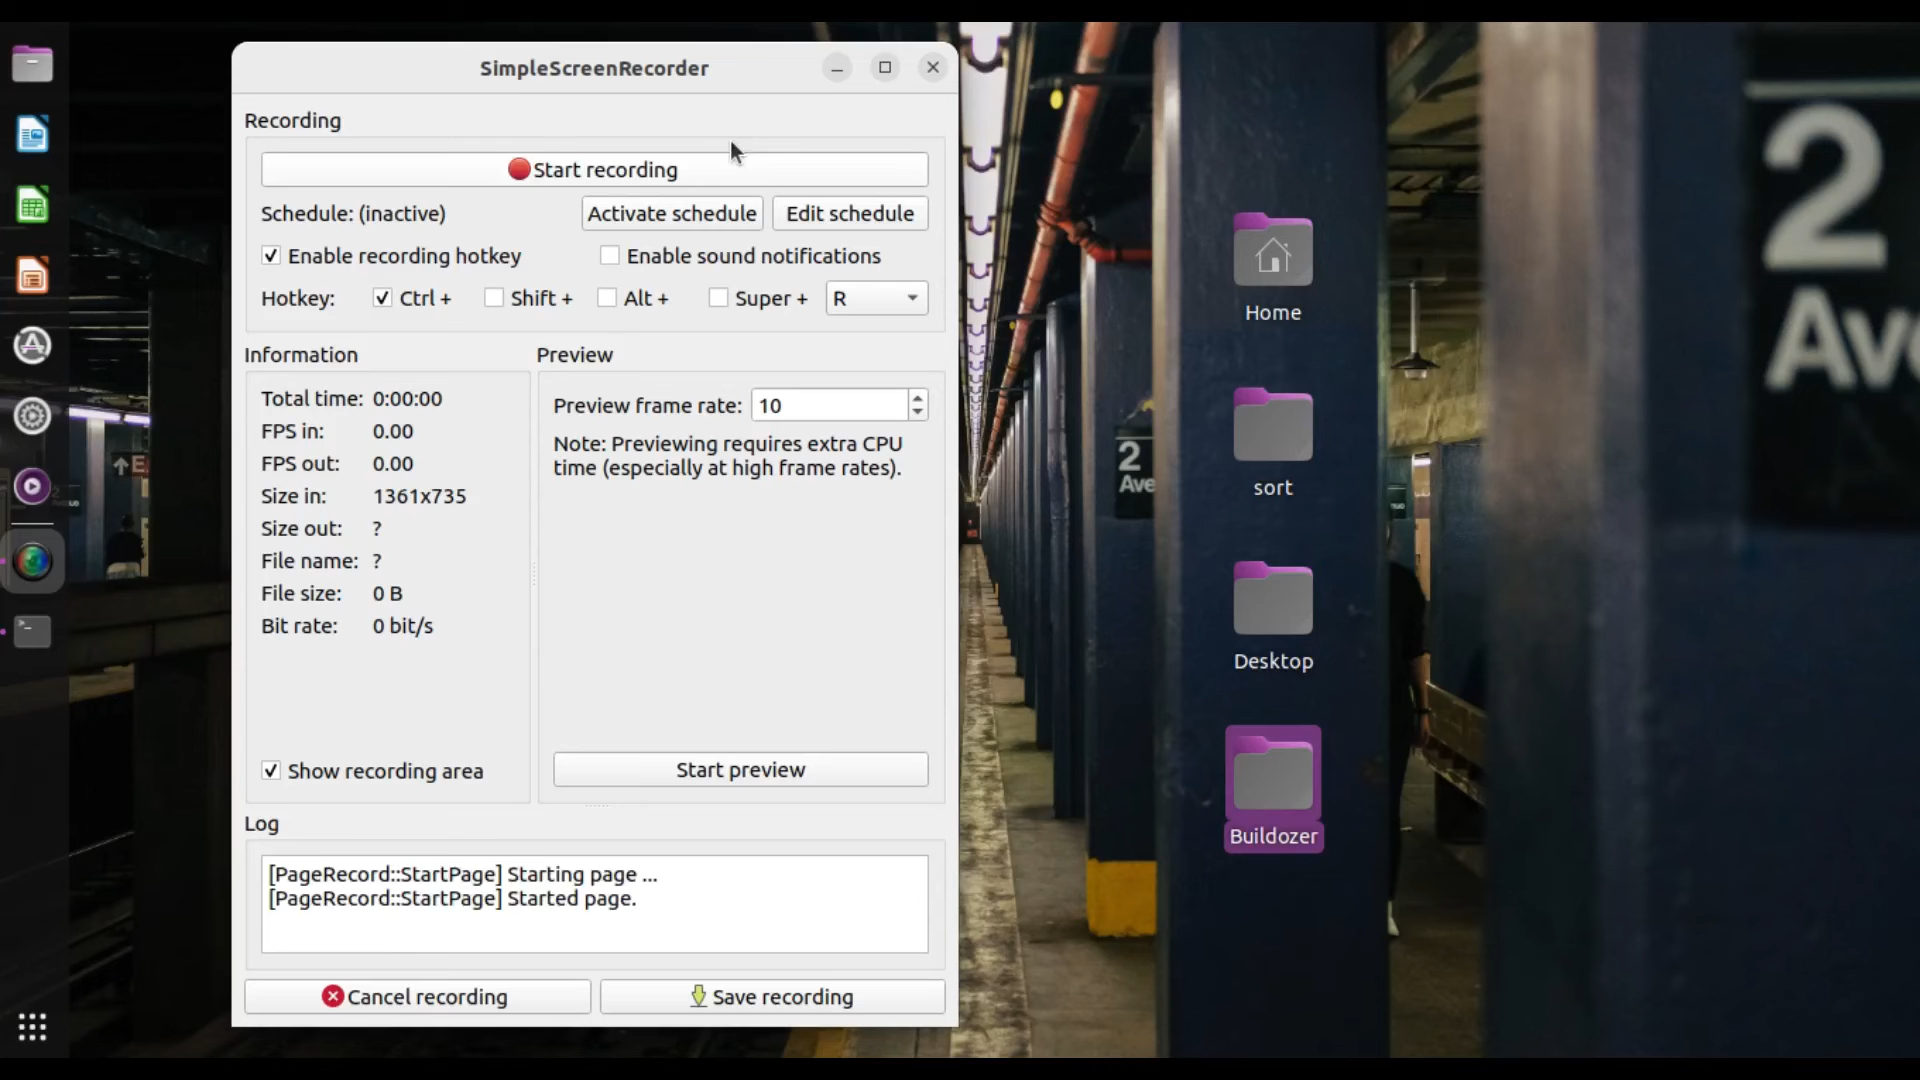 SimpleScreenRecorder
Recording
Start recording
Schedule: (inactive)
Activate schedule
Edit schedule
Enable recording hotkey
Enable sound notifications
Hotkey:
Ctrl +
Shift +
Alt +
Super +
R
Information
Total time: 0:00:00
FPS in: 0.00
FPS out: 0.00
Size in: 1361x735
Size out: ?
File name: ?
File size: 0 B
Bit rate: 0 bit/s
Show recording area
Preview
Preview frame rate: 10
Note: Previewing requires extra CPU
time (especially at high frame rates).
Start preview
Log
[PageRecord::StartPage] Starting page ...
[PageRecord::StartPage] Started page.
Cancel recording
Save recording
Home
sort
Desktop
Buildozer
2
Ave
2
Ave